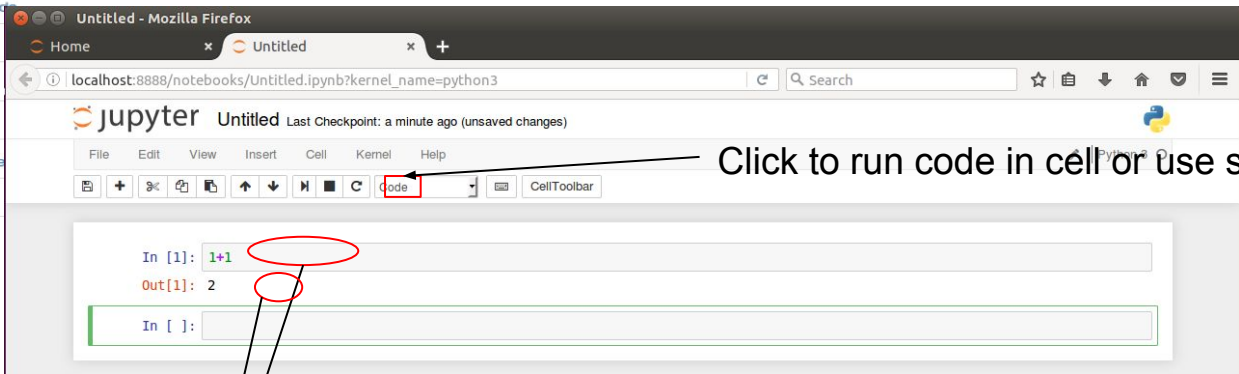 Untitled - Mozilla Firefox
Home
Untitled
localhost:8888/notebooks/Untitled.ipynb?kernel_name=python3
Search
jupyter Untitled Last Checkpoint: a minute ago (unsaved changes)
File Edit View Insert Cell Kernel Help
Click to run code in cell or use s
Python 3
Code
CellToolbar
In [1]: 1+1
Out[1]: 2
In [ ]: